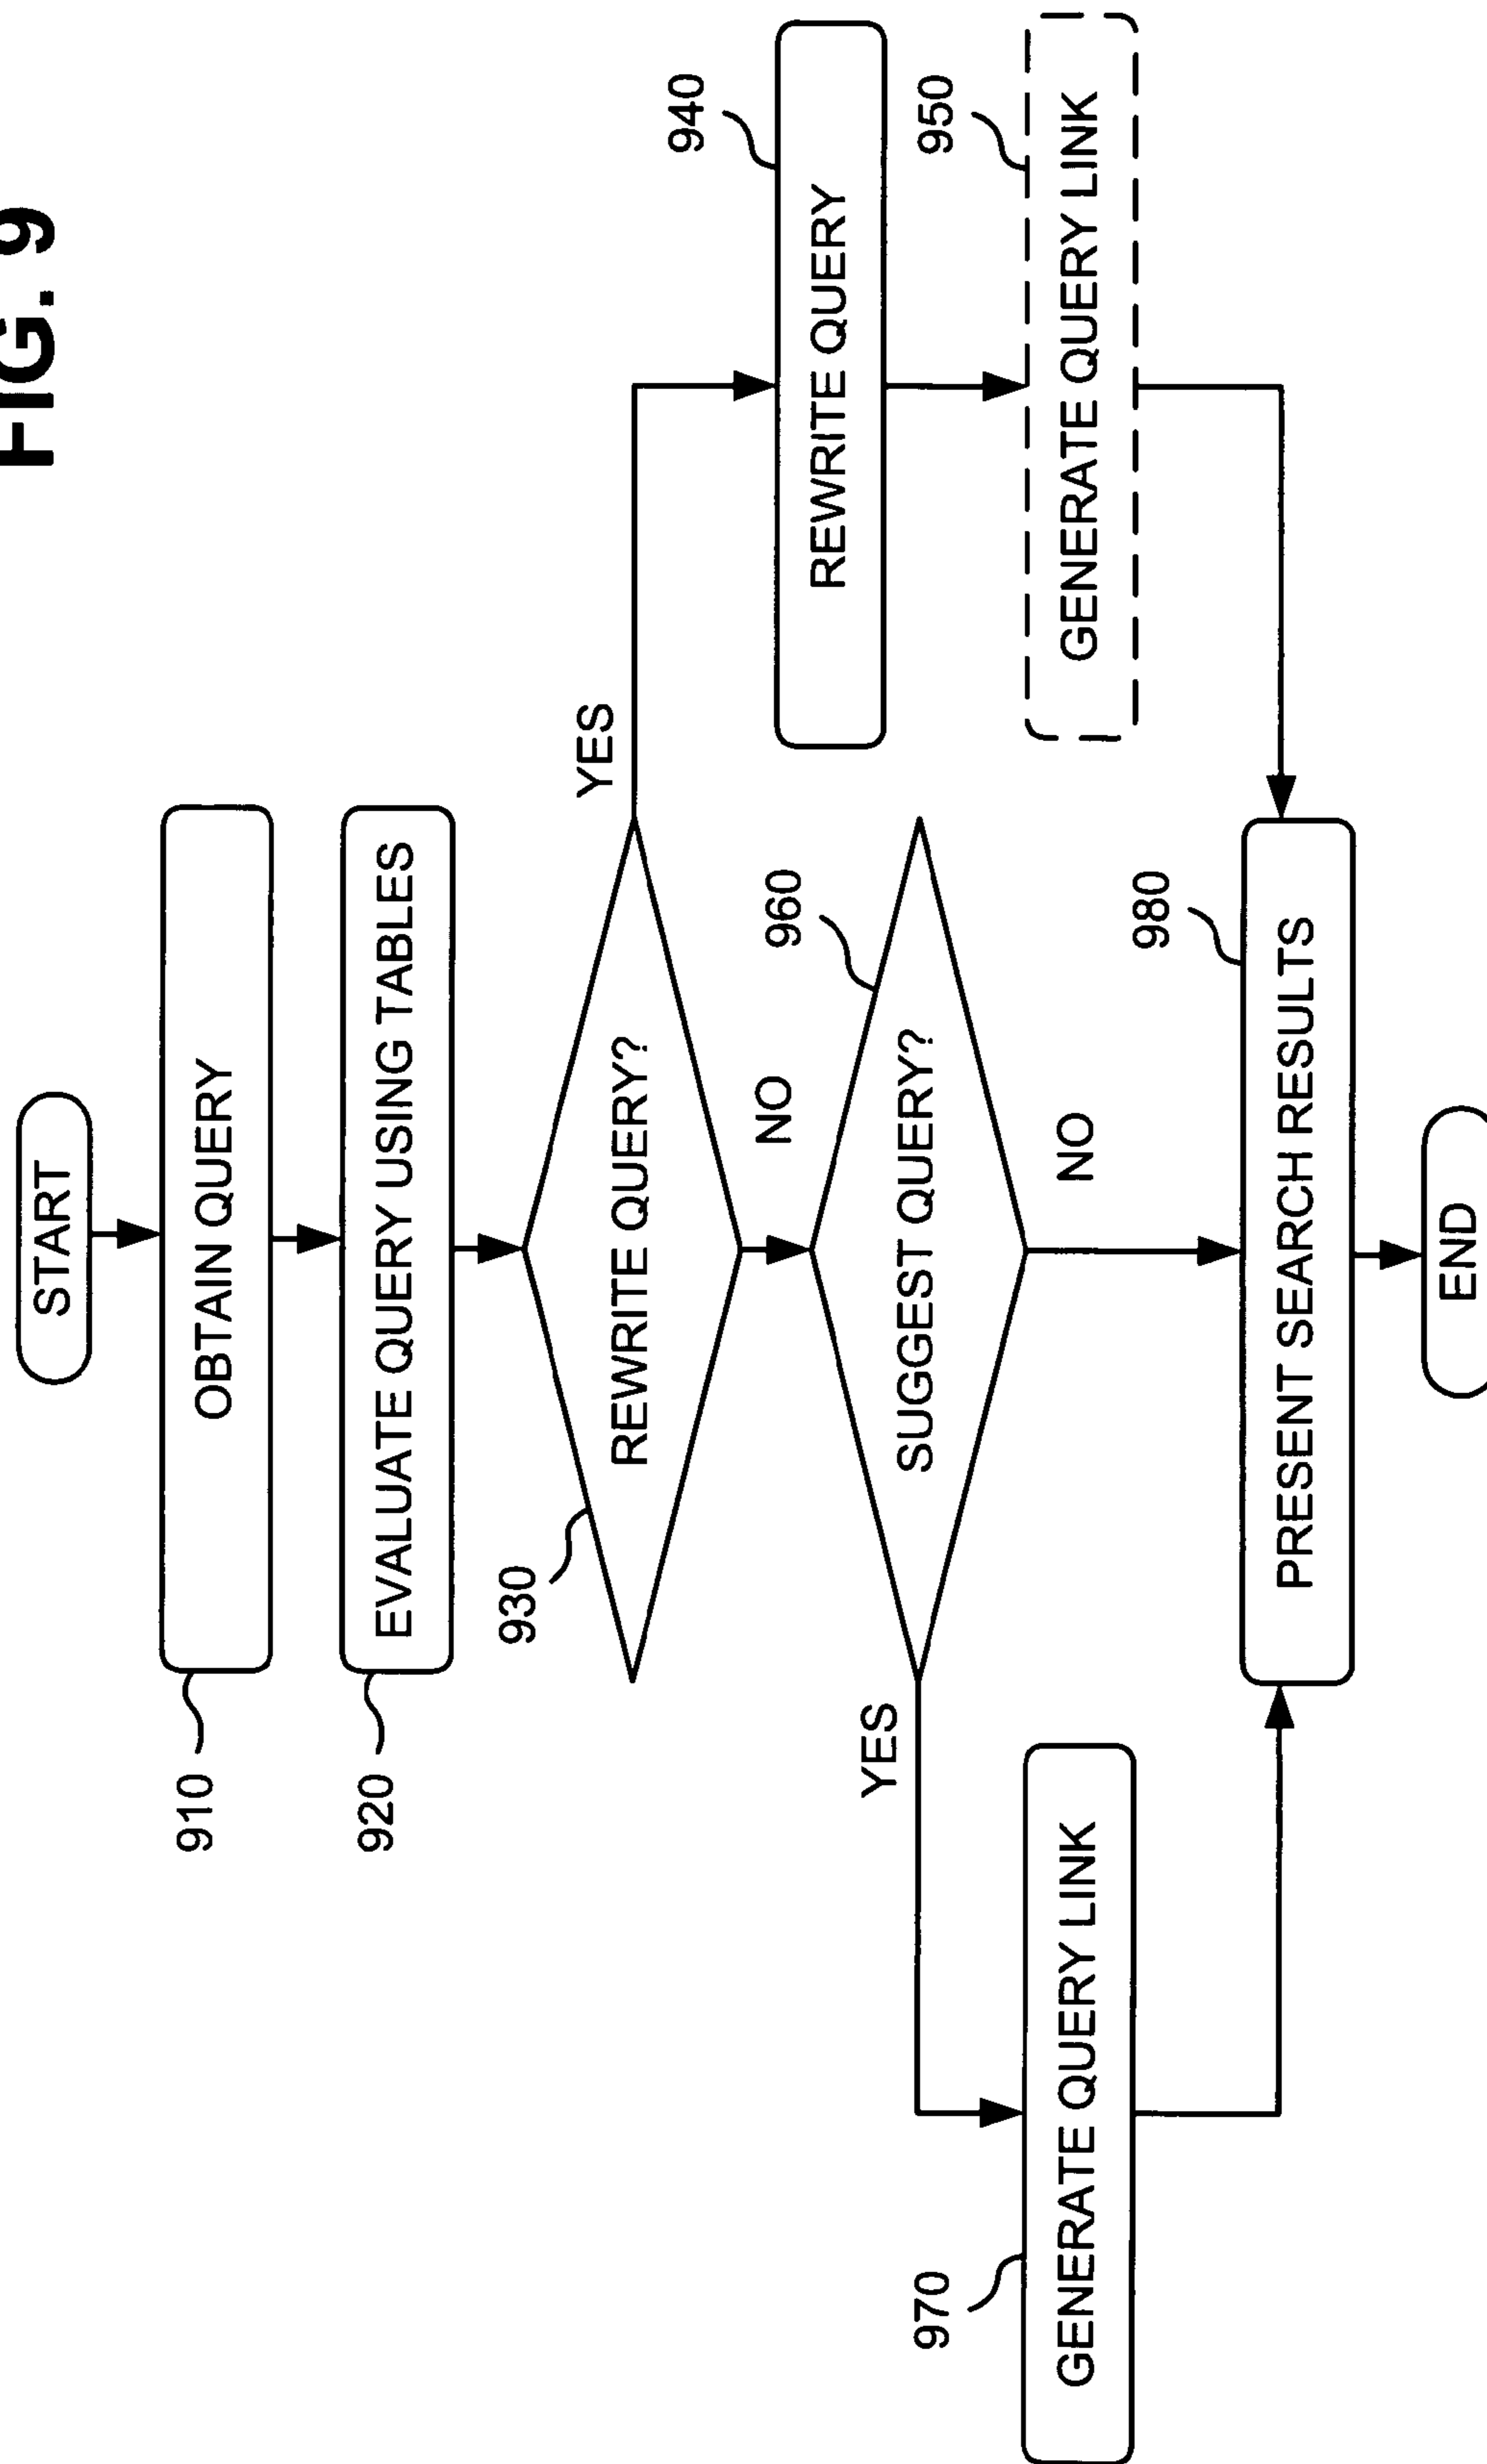 FIG. 9
START
910
OBTAIN QUERY
920
EVALUATE QUERY USING TABLES
930
REWRITE QUERY?
YES
NO
940
REWRITE QUERY
960
SUGGEST QUERY?
YES
NO
950
GENERATE QUERY LINK
970
GENERATE QUERY LINK
980
PRESENT SEARCH RESULTS
END